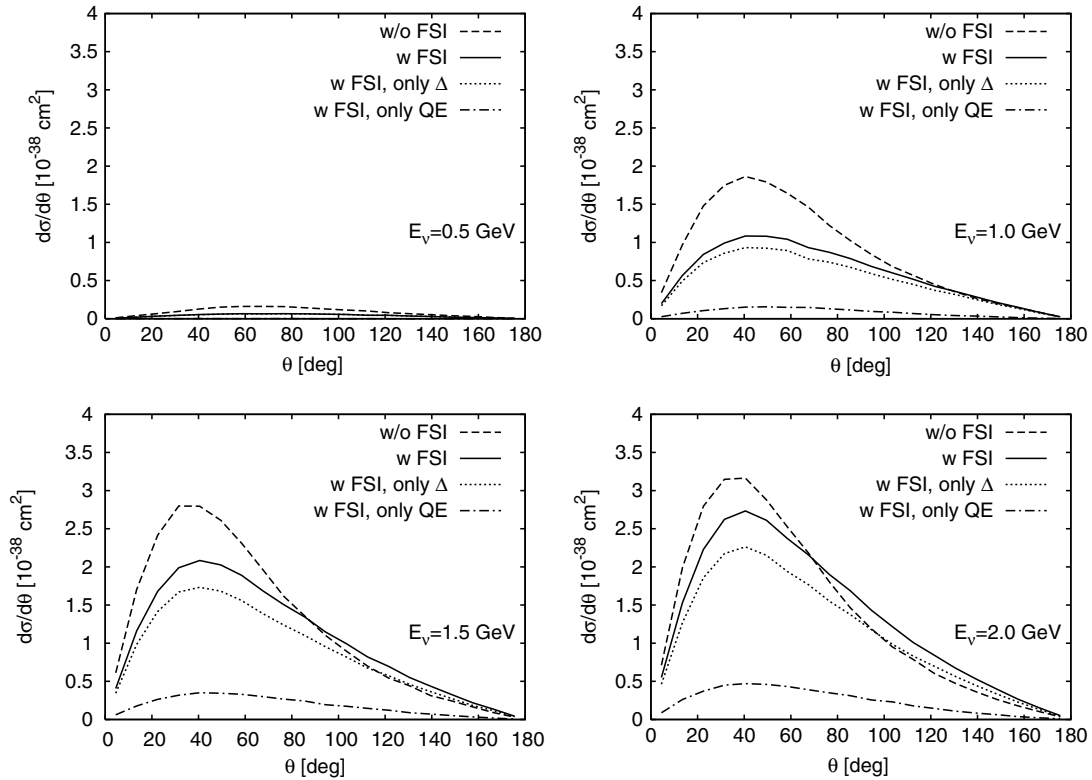 4
3.5
3
2.5
2
1.5
1
0.5
0
dσ/dθ [10⁻³⁸ cm²]
w/o FSI
w FSI
w FSI, only Δ
w FSI, only QE
Eν=0.5 GeV
0 20 40 60 80 100 120 140 160 180
θ [deg]
4
3.5
3
2.5
2
1.5
1
0.5
0
dσ/dθ [10⁻³⁸ cm²]
w/o FSI
w FSI
w FSI, only Δ
w FSI, only QE
Eν=1.0 GeV
0 20 40 60 80 100 120 140 160 180
θ [deg]
4
3.5
3
2.5
2
1.5
1
0.5
0
dσ/dθ [10⁻³⁸ cm²]
w/o FSI
w FSI
w FSI, only Δ
w FSI, only QE
Eν=1.5 GeV
0 20 40 60 80 100 120 140 160 180
θ [deg]
4
3.5
3
2.5
2
1.5
1
0.5
0
dσ/dθ [10⁻³⁸ cm²]
w/o FSI
w FSI
w FSI, only Δ
w FSI, only QE
Eν=2.0 GeV
0 20 40 60 80 100 120 140 160 180
θ [deg]